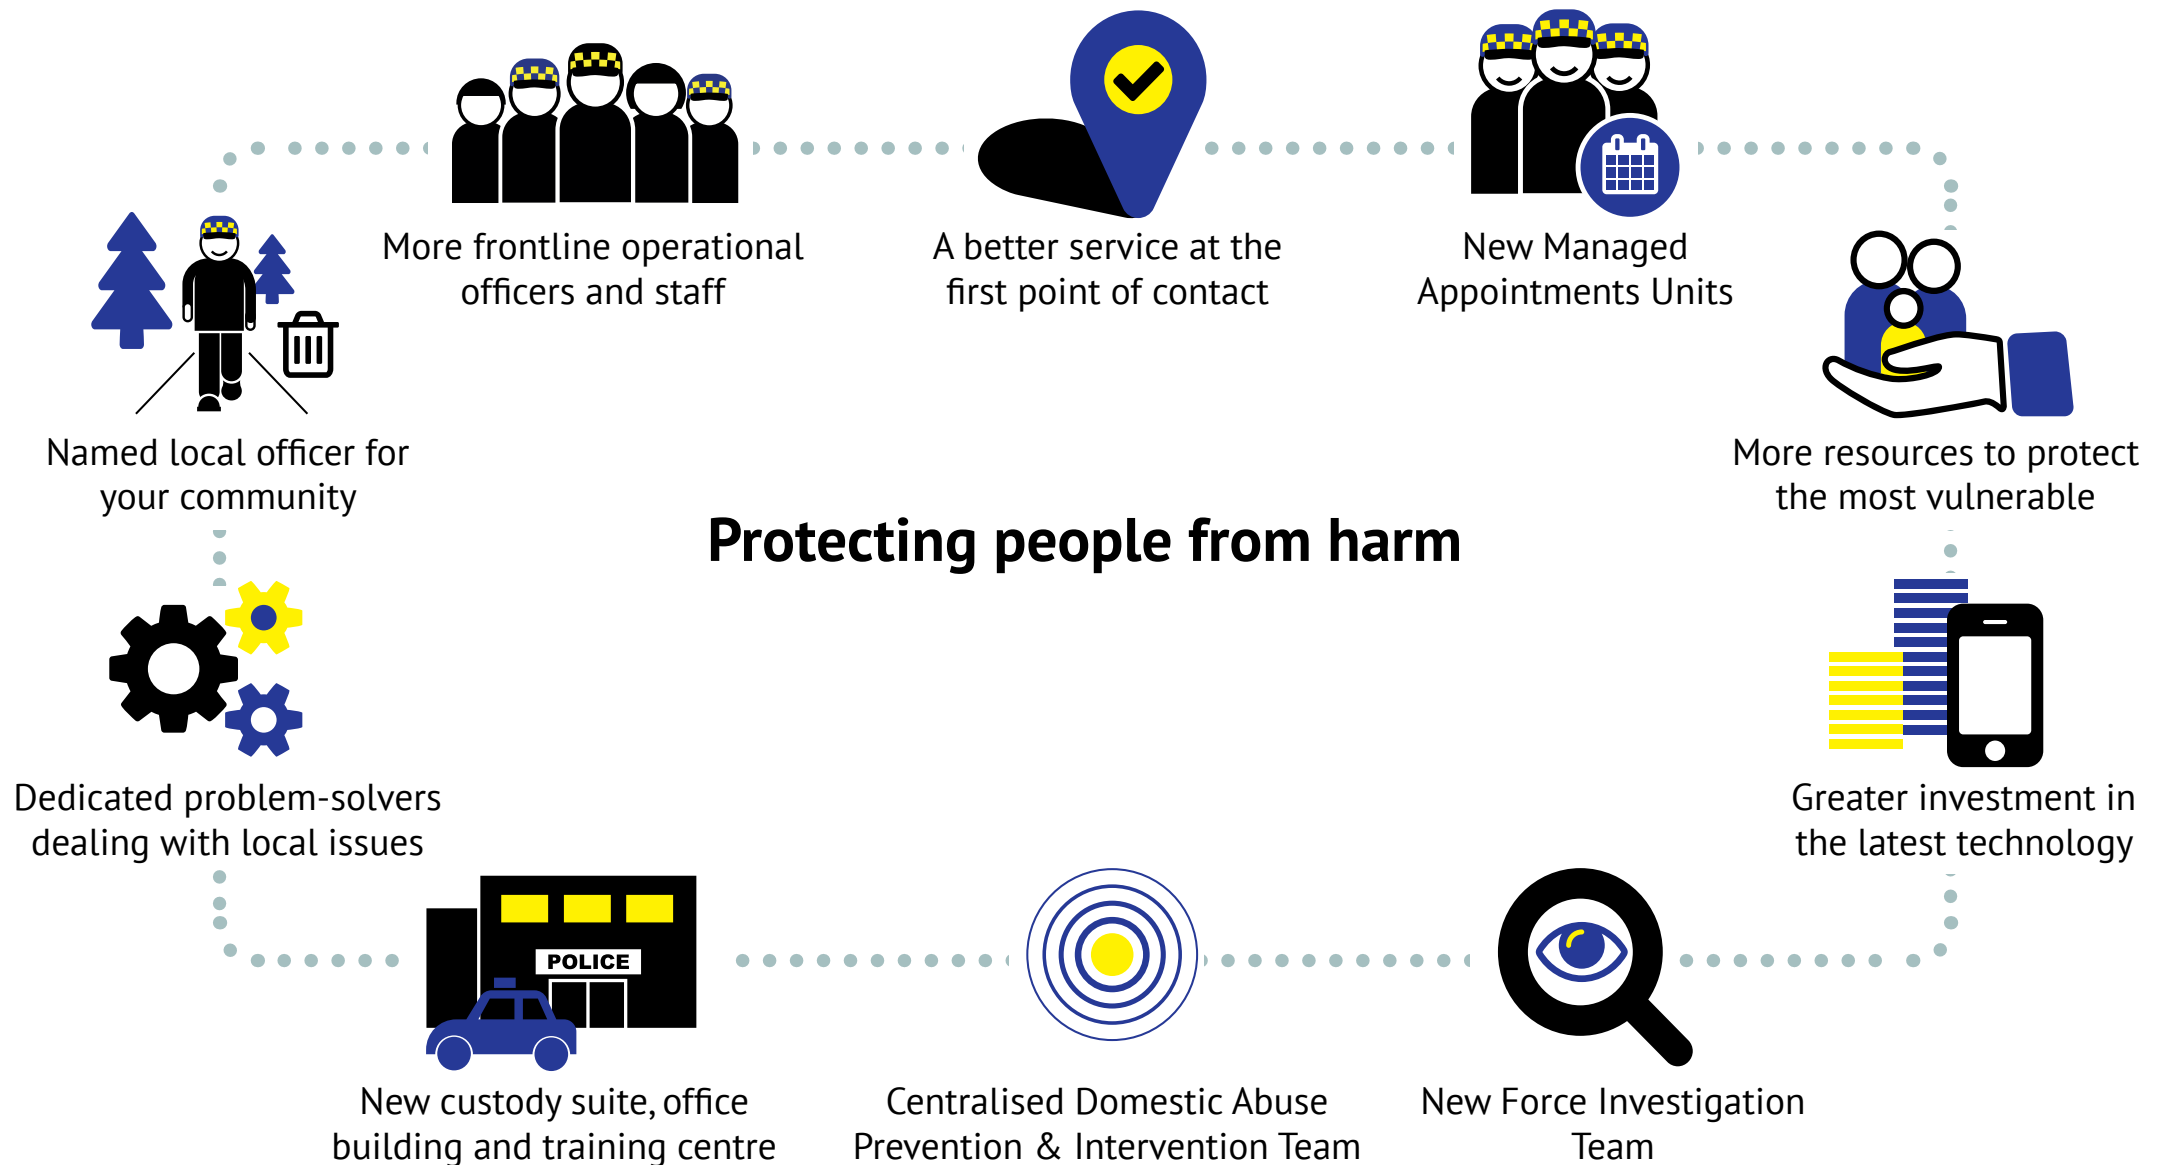 More frontline operational
officers and staff
A better service at the
first point of contact
New Managed
Appointments Units
Named local officer for
your community
More resources to protect
the most vulnerable
Protecting people from harm
Dedicated problem-solvers
dealing with local issues
Greater investment in
the latest technology
POLICE
New custody suite, office
building and training centre
Centralised Domestic Abuse
Prevention & Intervention Team
New Force Investigation
Team